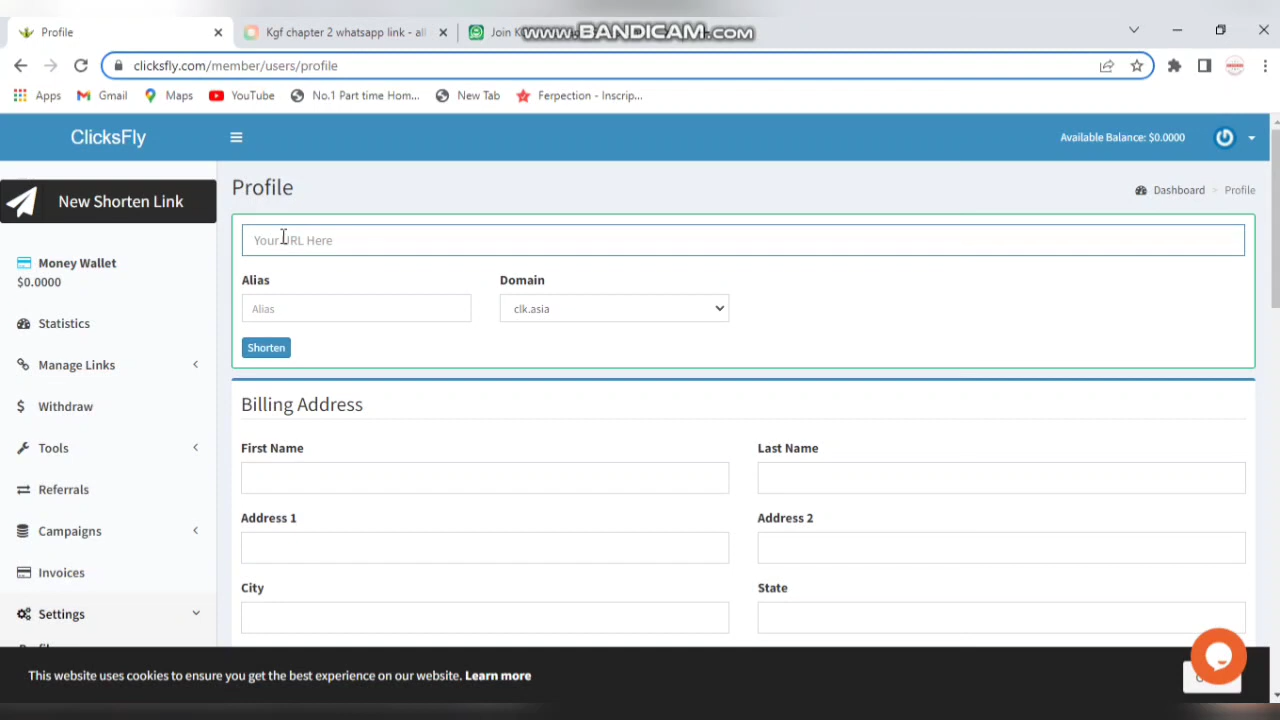 Profile
Kgf chapter 2 whatsapp link - all
Join K
www.BANDICAM.com
clicksfly.com/member/users/profile
Apps
Gmail
Maps
YouTube
No.1 Part time Hom...
New Tab
Ferpection - Inscrip...
ClicksFly
Available Balance: $0.0000
New Shorten Link
Profile
Dashboard
Profile
Your URL Here
Money Wallet
$0.0000
Alias
Domain
Alias
clk.asia
Statistics
Shorten
Manage Links
Withdraw
Billing Address
Tools
First Name
Last Name
Referrals
Address 1
Address 2
Campaigns
Invoices
City
State
Settings
This website uses cookies to ensure you get the best experience on our website. Learn more